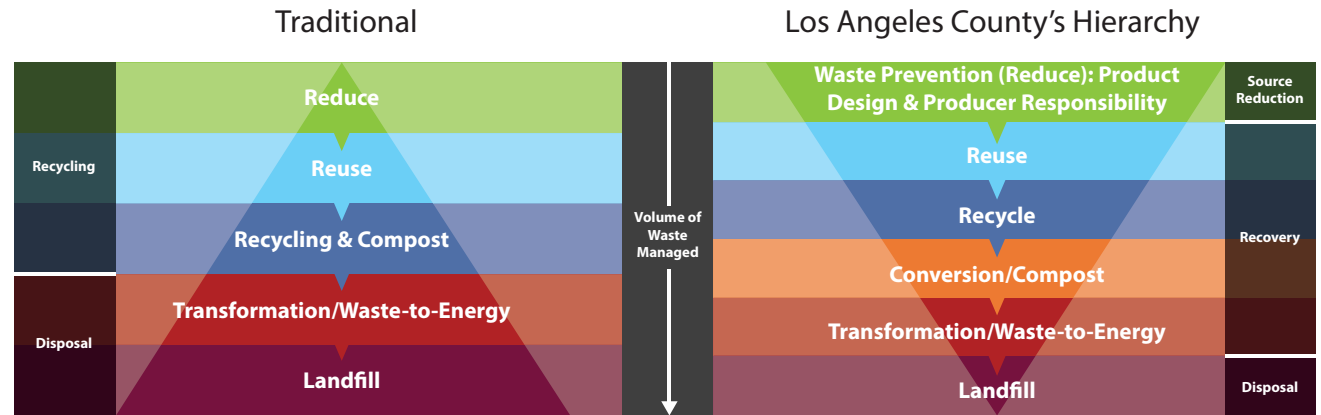 Traditional
Los Angeles County’s Hierarchy
Recycling
Disposal
Reduce
Reuse
Recycling & Compost
Transformation/Waste-to-Energy
Landfill
Volume of
Waste
Managed
Waste Prevention (Reduce): Product
Design & Producer Responsibility
Reuse
Recycle
Conversion/Compost
Transformation/Waste-to-Energy
Landfill
Source
Reduction
Recovery
Disposal